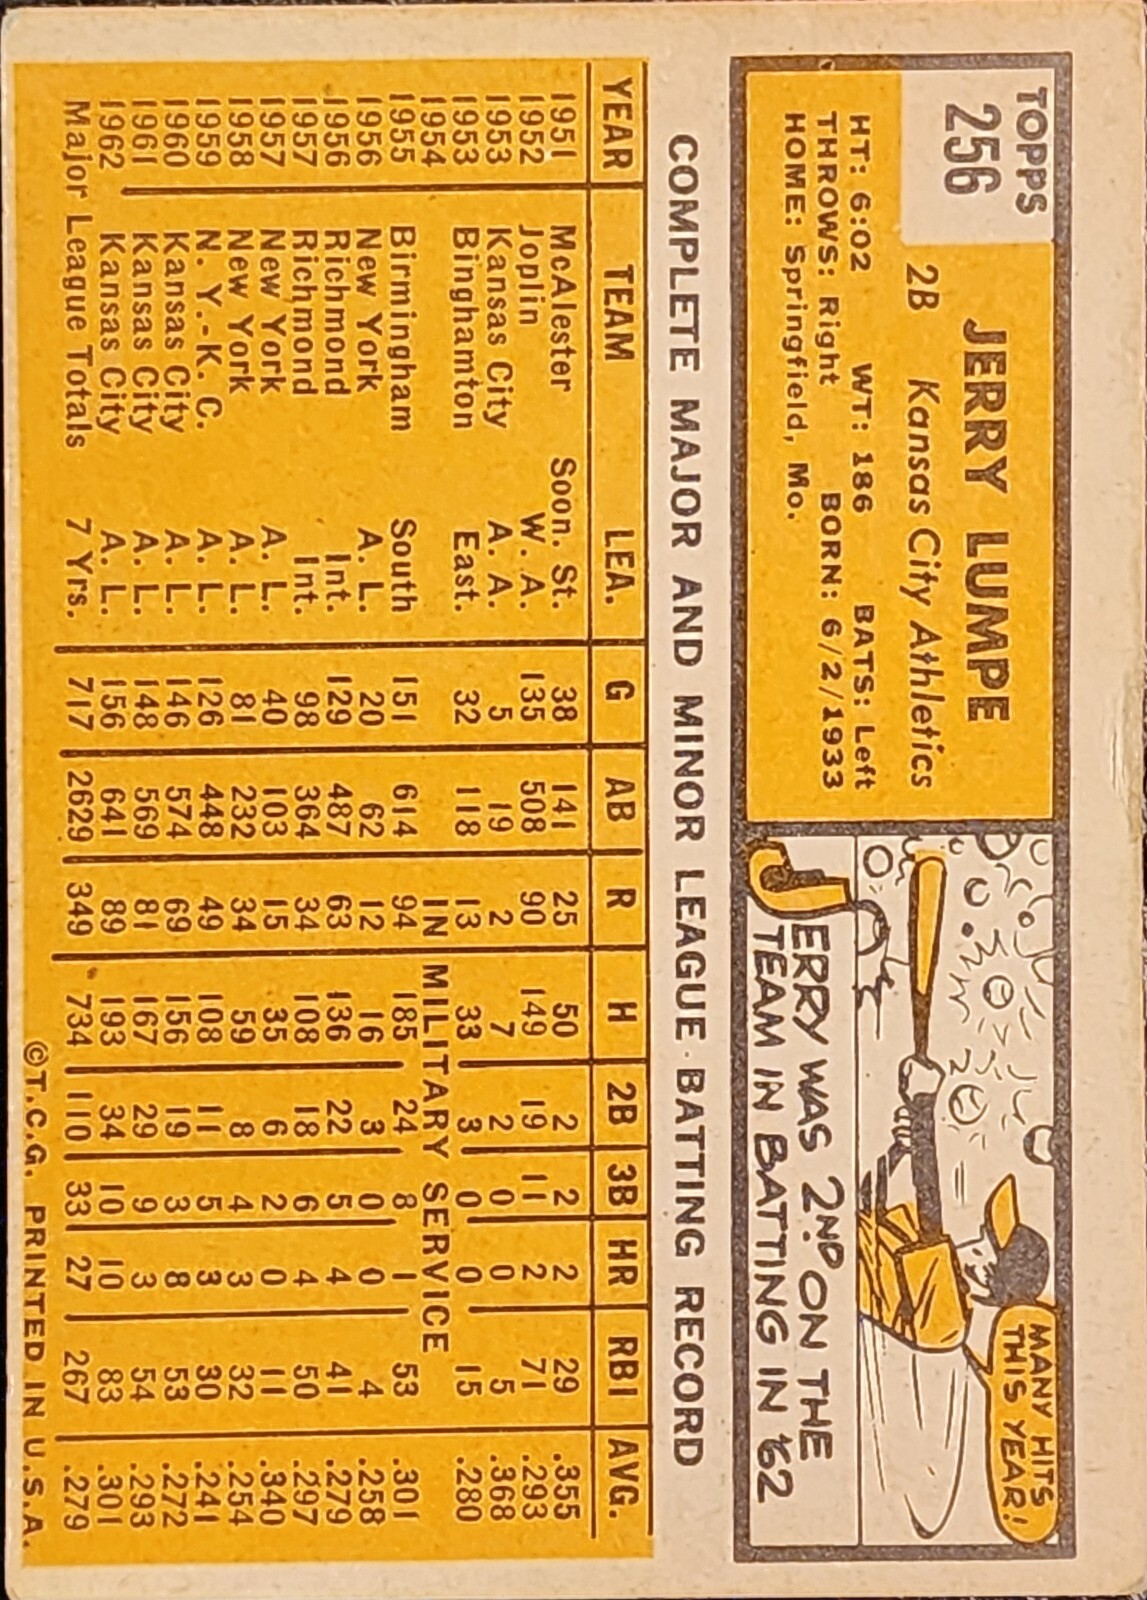 TOPPS
256
JERRY LUMPE
2B Kansas City Athletics
HT: 6:02 WT: 186 BATS: Left
THROWS: Right BORN: 6/2/1933
HOME: Springfield, Mo.
MANY HITS
THIS YEAR!
JERRY WAS 2ND ON THE
TEAM IN BATTING IN '62
COMPLETE MAJOR AND MINOR LEAGUE BATTING RECORD
YEAR TEAM LEA. G AB R H 2B 3B HR RBI AVG.
1951 McAlester Soon. St. 38 141 25 50 2 2 2 29 .355
1952 Joplin W. A. 135 508 90 149 19 11 2 71 .293
1953 Kansas City A. A. 5 19 2 7 2 0 0 5 .368
1953 Binghamton East. 32 118 13 33 3 0 0 15 .280
1954 IN MILITARY SERVICE
1955 Birmingham South 151 614 94 185 24 8 1 53 .301
1956 New York A. L. 20 62 12 16 3 0 0 4 .258
1956 Richmond Int. 129 487 63 136 22 5 4 41 .279
1957 Richmond Int. 98 364 34 108 18 6 4 50 .297
1957 New York A. L. 40 103 15 35 6 2 0 11 .340
1958 New York A. L. 81 232 34 59 8 4 3 32 .254
1959 N. Y.-K. C. A. L. 126 448 49 108 11 5 3 30 .241
1960 Kansas City A. L. 146 574 69 156 19 3 8 53 .272
1961 Kansas City A. L. 148 569 81 167 29 9 3 54 .293
1962 Kansas City A. L. 156 641 89 193 34 10 10 83 .301
Major League Totals 7 Yrs. 717 2629 349 734 110 33 27 267 .279
©T.C.G. PRINTED IN U.S.A.